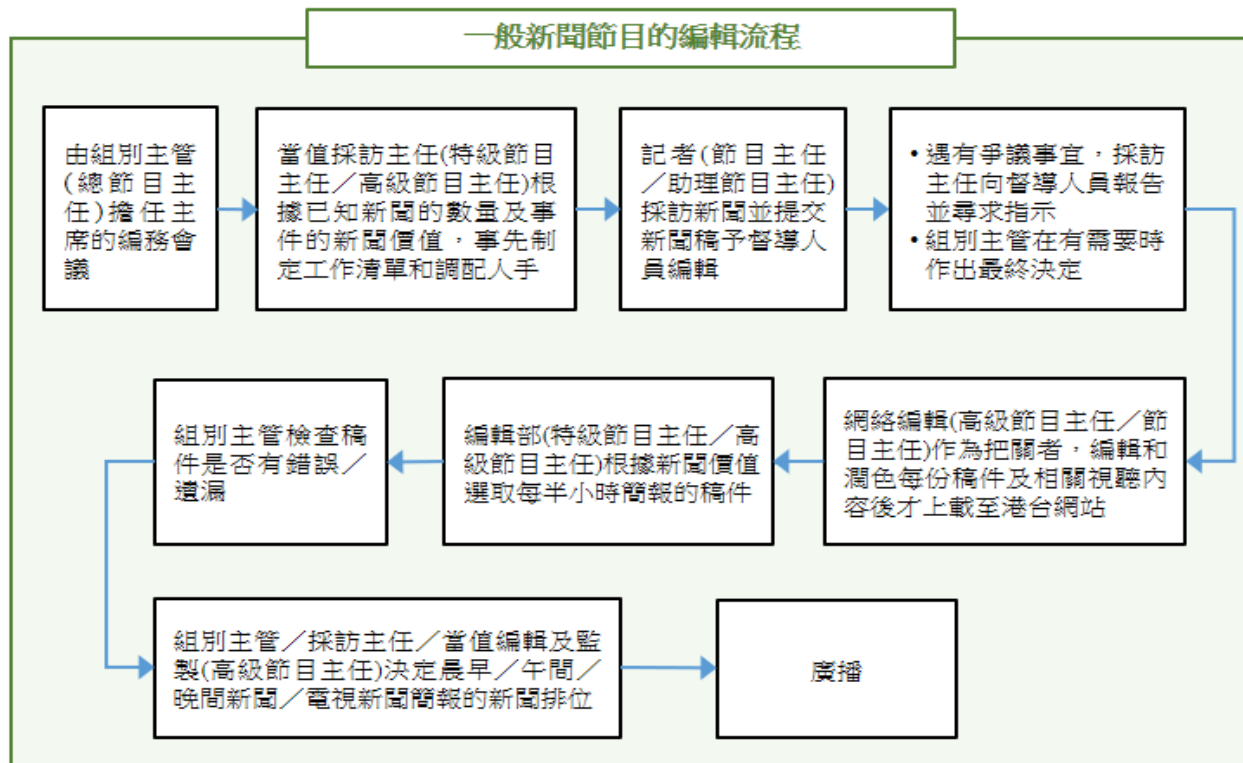 一般新聞節目的編輯流程
由組別主管
(總節目主
任)擔任主
席的編務會
議
當值採訪主任(特級節目
主任／高級節目主任)根
據已知新聞的數量及事
件的新聞價值，事先制
定工作清單和調配人手
記者(節目主任
／助理節目主任)
採訪新聞並提交
新聞稿予督導人
員編輯
• 遇有爭議事宜，採訪
主任向督導人員報告
並尋求指示
• 組別主管在有需要時
作出最終決定
網絡編輯(高級節目主任／節
目主任)作為把關者，編輯和
潤色每份稿件及相關視聽內
容後才上載至港台網站
編輯部(特級節目主任／高
級節目主任)根據新聞價值
選取每半小時簡報的稿件
組別主管檢查稿
件是否有錯誤／
遺漏
組別主管／採訪主任／當值編輯及監
製(高級節目主任)決定晨早／午間／
晚間新聞／電視新聞簡報的新聞排位
廣播